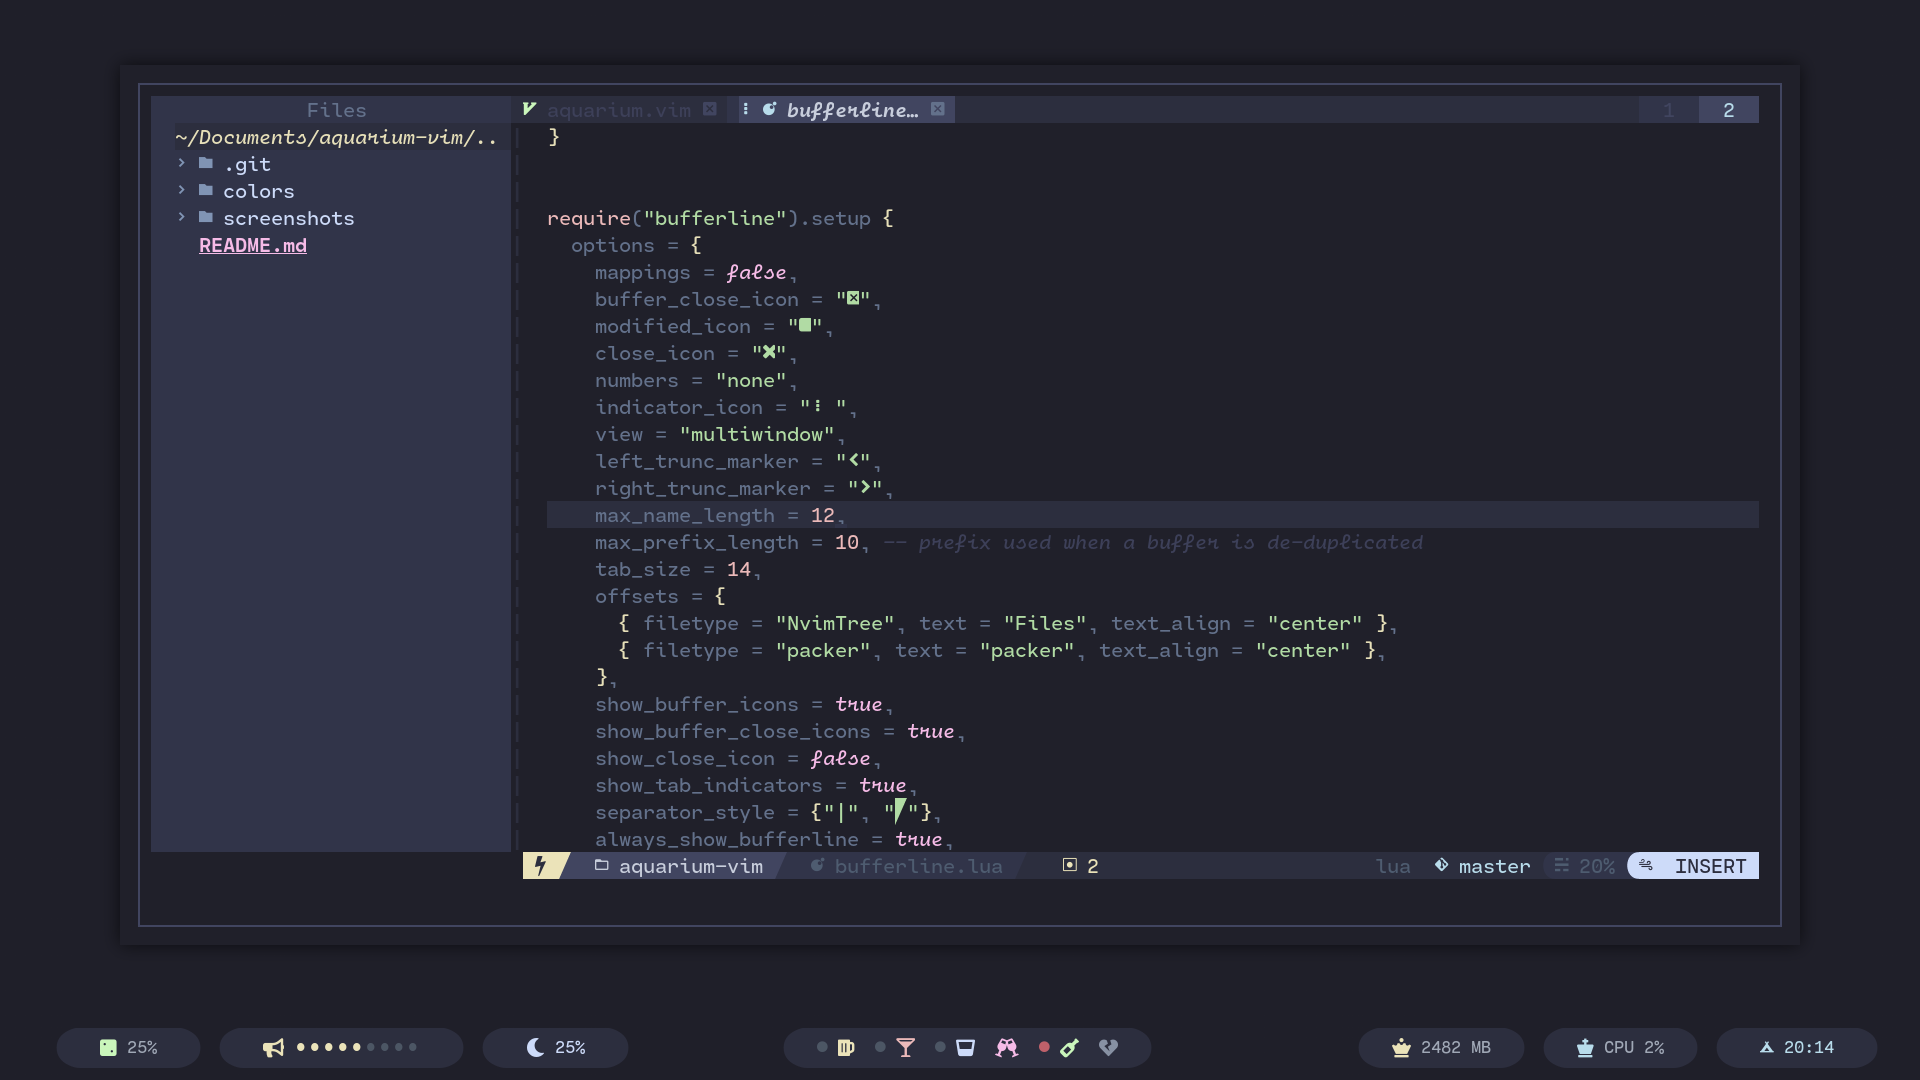 Files
aquarium.vim
bufferline…
1
2
~/Documents/aquarium-vim/..
.git
colors
screenshots
README.md
}
require("bufferline").setup {
options = {
mappings = false,
buffer_close_icon = "",
modified_icon = "",
close_icon = "✖",
numbers = "none",
indicator_icon = "⫶ ",
view = "multiwindow",
left_trunc_marker = "<",
right_trunc_marker = ">",
max_name_length = 12,
max_prefix_length = 10, -- prefix used when a buffer is de-duplicated
tab_size = 14,
offsets = {
{ filetype = "NvimTree", text = "Files", text_align = "center" },
{ filetype = "packer", text = "packer", text_align = "center" },
},
show_buffer_icons = true,
show_buffer_close_icons = true,
show_close_icon = false,
show_tab_indicators = true,
separator_style = {"|", ""},
always_show_bufferline = true,
aquarium-vim
bufferline.lua
2
lua
master
20%
INSERT
25%
25%
2482 MB
CPU 2%
20:14